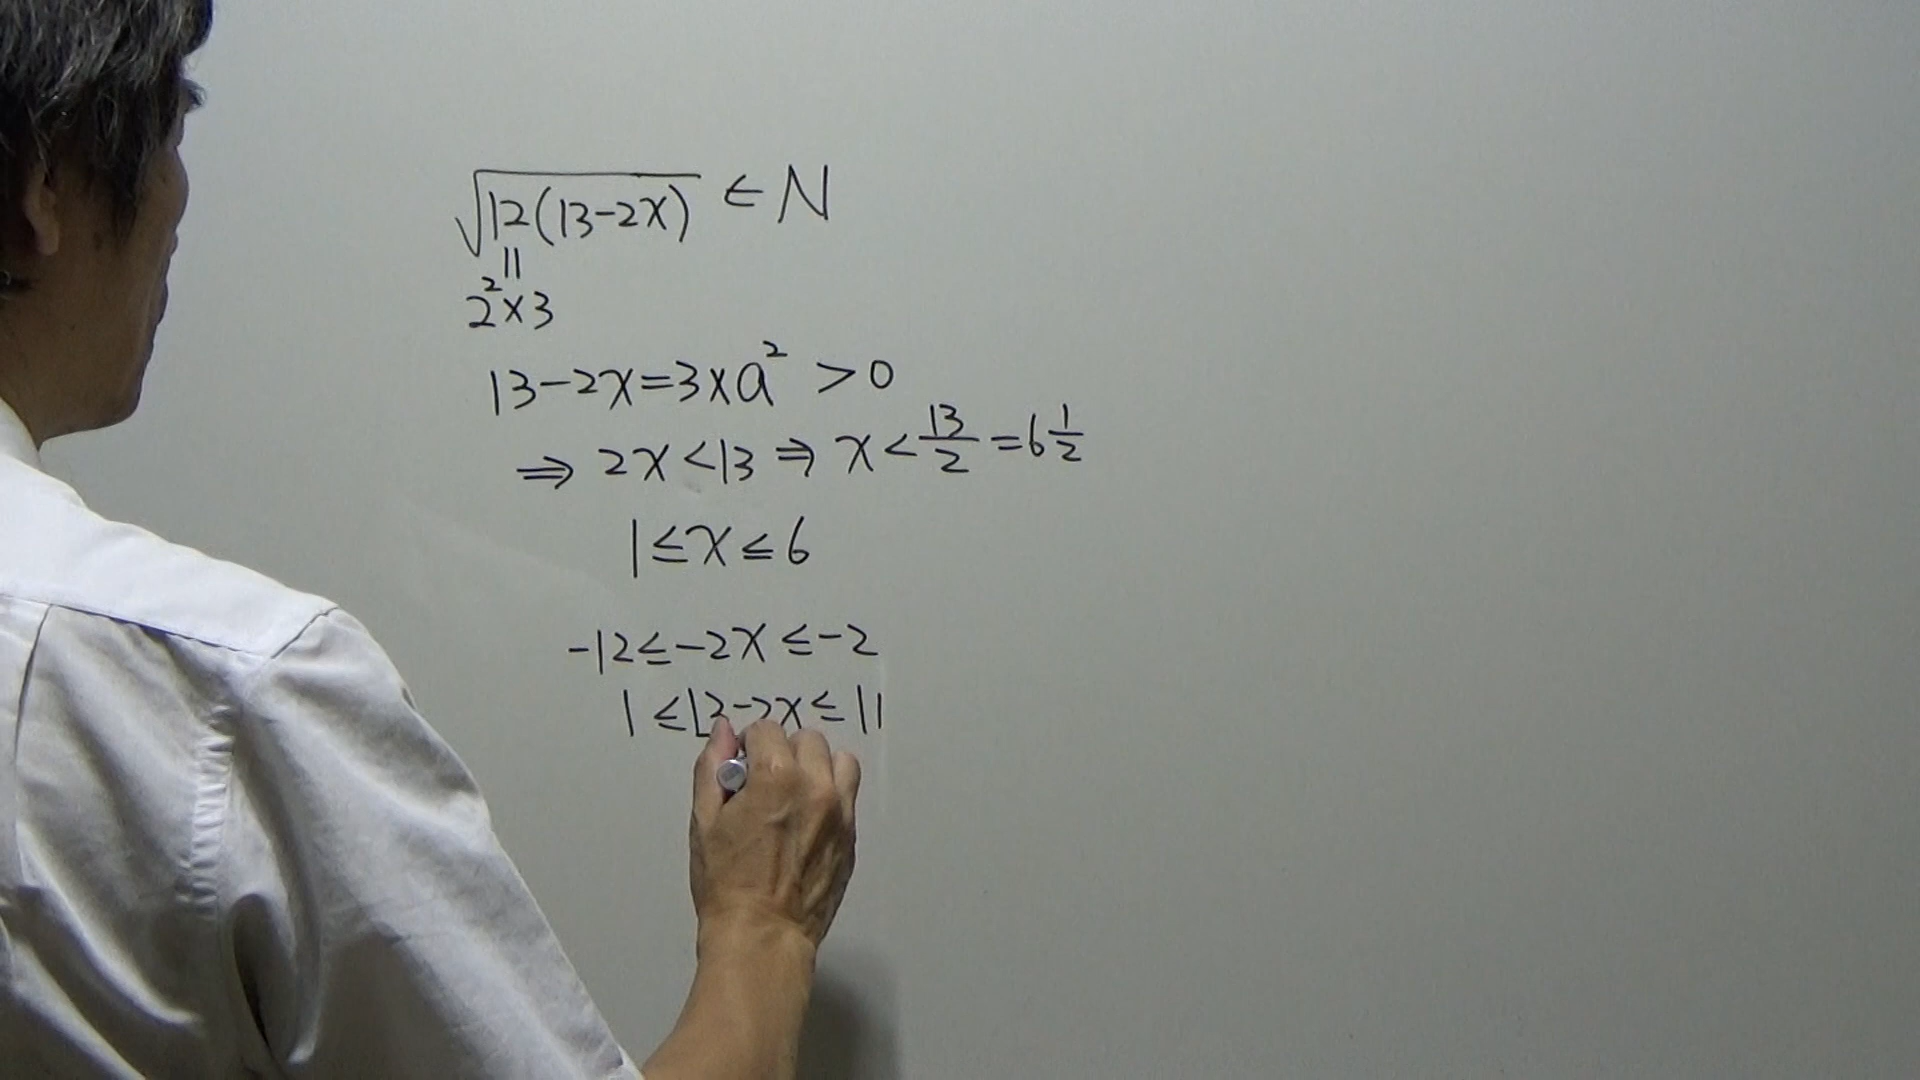 √12(13-2x) ∈ N
=
2²×3
13-2x=3×a² >0
⇒ 2x<13 ⇒ x<13/2 =6 1/2
1≤x≤6
-12≤-2x≤-2
1≤13-2x≤11